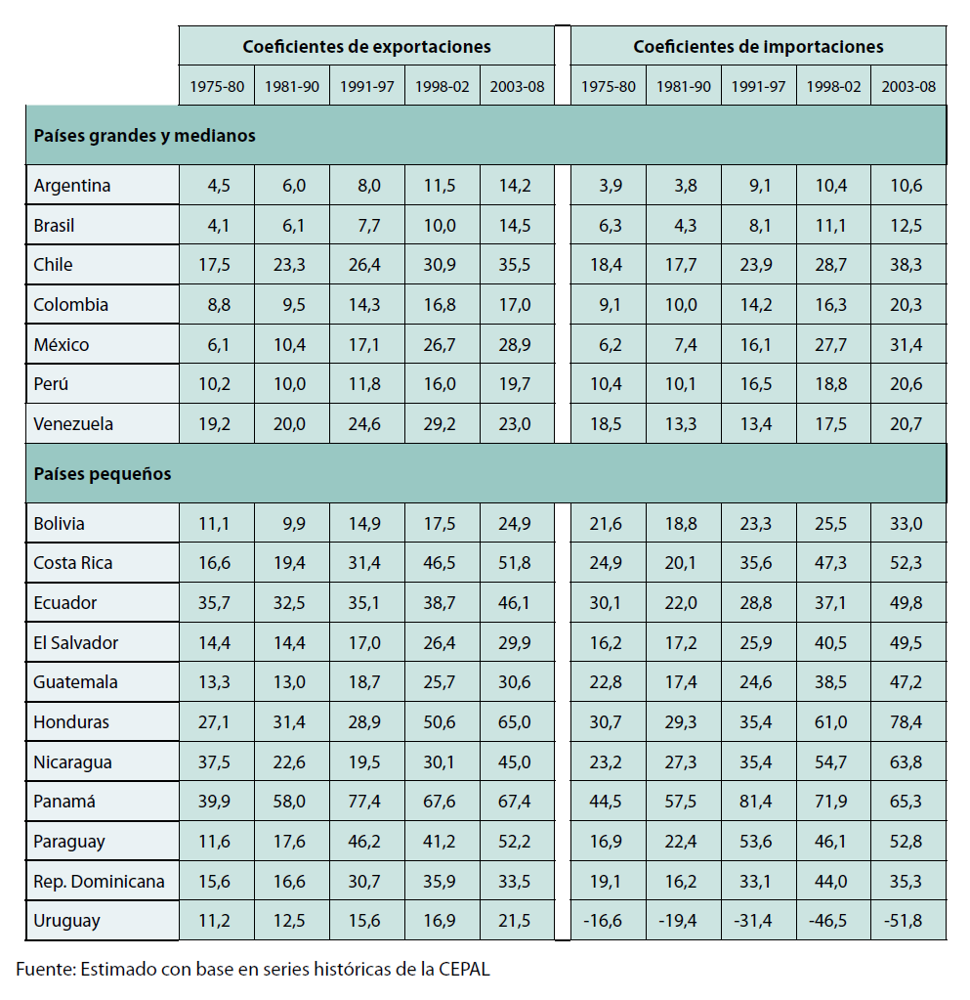 Coeficientes de exportaciones Coeficientes de importaciones
1975-80 1981-90 1991-97 1998-02 2003-08 1975-80 1981-90 1991-97 1998-02 2003-08
Países grandes y medianos
Argentina 4,5 6,0 8,0 11,5 14,2 3,9 3,8 9,1 10,4 10,6
Brasil 4,1 6,1 7,7 10,0 14,5 6,3 4,3 8,1 11,1 12,5
Chile 17,5 23,3 26,4 30,9 35,5 18,4 17,7 23,9 28,7 38,3
Colombia 8,8 9,5 14,3 16,8 17,0 9,1 10,0 14,2 16,3 20,3
México 6,1 10,4 17,1 26,7 28,9 6,2 7,4 16,1 27,7 31,4
Perú 10,2 10,0 11,8 16,0 19,7 10,4 10,1 16,5 18,8 20,6
Venezuela 19,2 20,0 24,6 29,2 23,0 18,5 13,3 13,4 17,5 20,7
Países pequeños
Bolivia 11,1 9,9 14,9 17,5 24,9 21,6 18,8 23,3 25,5 33,0
Costa Rica 16,6 19,4 31,4 46,5 51,8 24,9 20,1 35,6 47,3 52,3
Ecuador 35,7 32,5 35,1 38,7 46,1 30,1 22,0 28,8 37,1 49,8
El Salvador 14,4 14,4 17,0 26,4 29,9 16,2 17,2 25,9 40,5 49,5
Guatemala 13,3 13,0 18,7 25,7 30,6 22,8 17,4 24,6 38,5 47,2
Honduras 27,1 31,4 28,9 50,6 65,0 30,7 29,3 35,4 61,0 78,4
Nicaragua 37,5 22,6 19,5 30,1 45,0 23,2 27,3 35,4 54,7 63,8
Panamá 39,9 58,0 77,4 67,6 67,4 44,5 57,5 81,4 71,9 65,3
Paraguay 11,6 17,6 46,2 41,2 52,2 16,9 22,4 53,6 46,1 52,8
Rep. Dominicana 15,6 16,6 30,7 35,9 33,5 19,1 16,2 33,1 44,0 35,3
Uruguay 11,2 12,5 15,6 16,9 21,5 -16,6 -19,4 -31,4 -46,5 -51,8
Fuente: Estimado con base en series históricas de la CEPAL